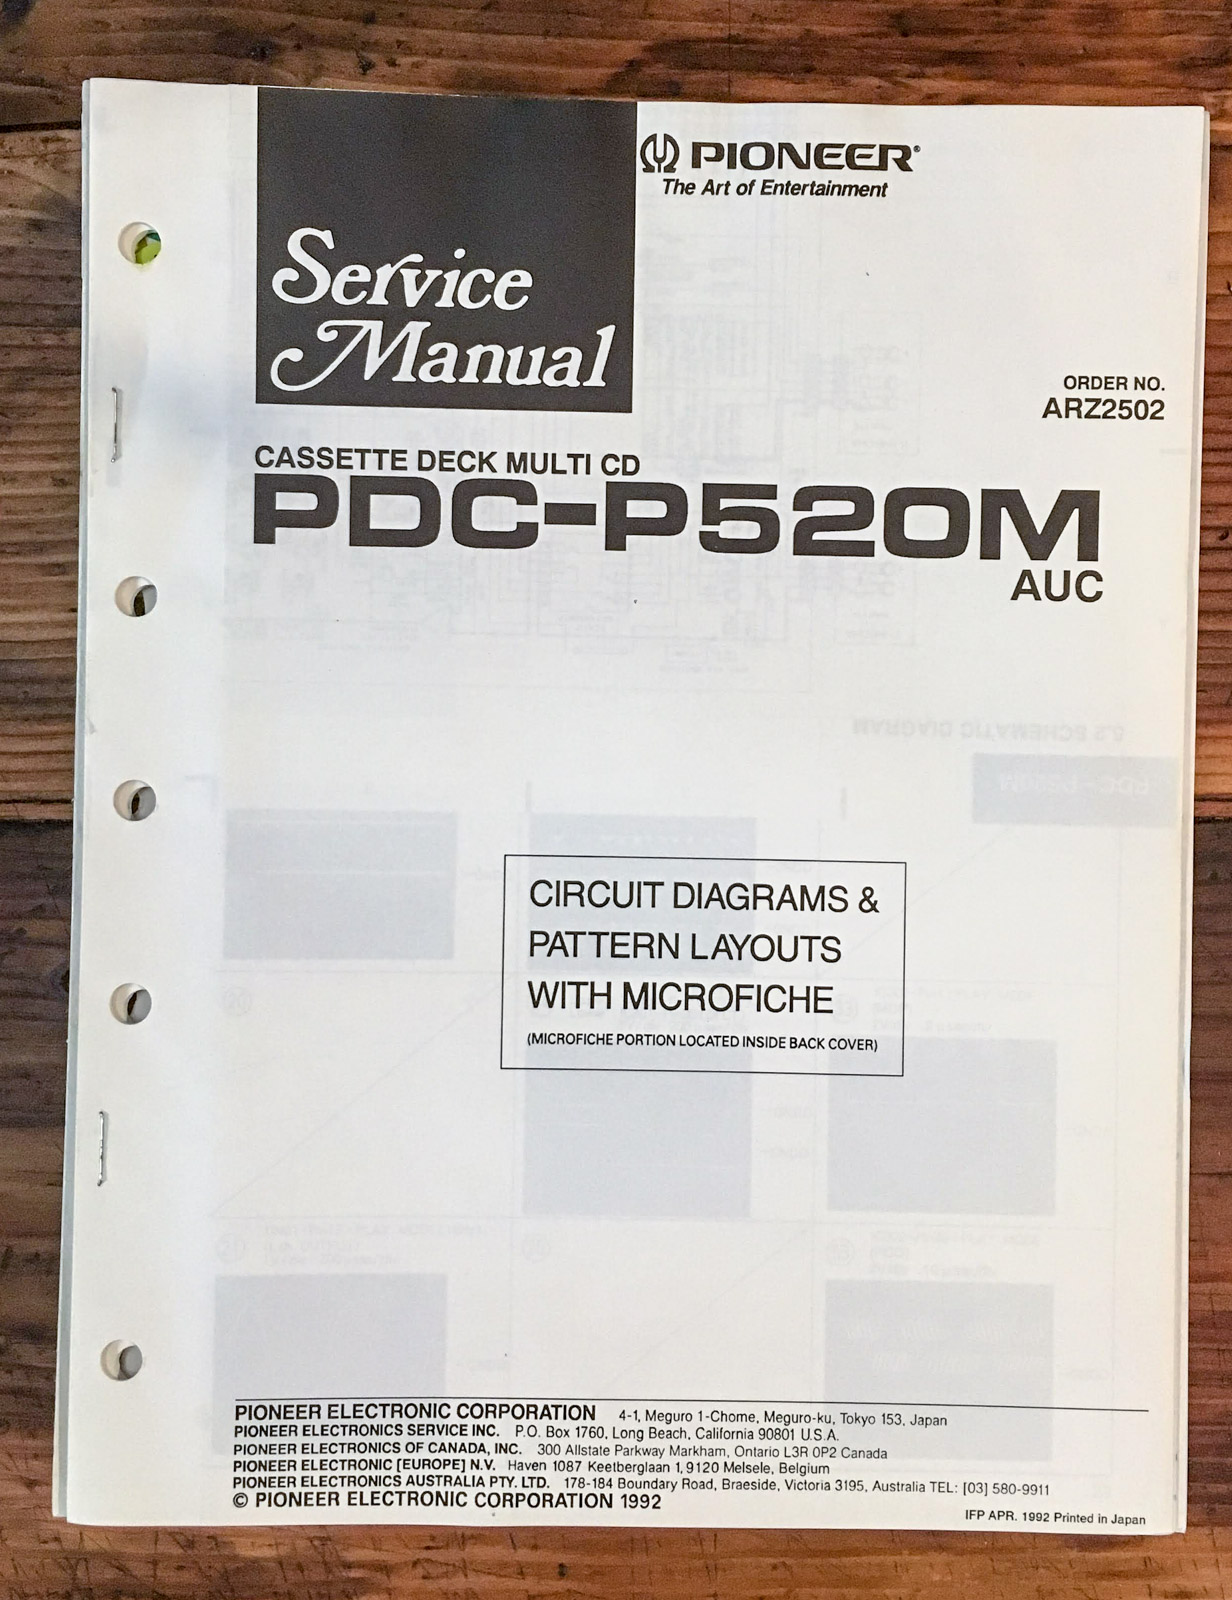 PIONEER®
The Art of Entertainment
Service
Manual
ORDER NO.
ARZ2502
CASSETTE DECK MULTI CD
PDC-P520M
AUC
CIRCUIT DIAGRAMS &
PATTERN LAYOUTS
WITH MICROFICHE
(MICROFICHE PORTION LOCATED INSIDE BACK COVER)
PIONEER ELECTRONIC CORPORATION 4-1, Meguro 1-Chome, Meguro-ku, Tokyo 153, Japan
PIONEER ELECTRONICS SERVICE INC. P.O. Box 1760, Long Beach, California 90801 U.S.A.
PIONEER ELECTRONICS OF CANADA, INC. 300 Allstate Parkway Markham, Ontario L3R 0P2 Canada
PIONEER ELECTRONIC [EUROPE] N.V. Haven 1087 Keetberglaan 1, 9120 Melsele, Belgium
PIONEER ELECTRONICS AUSTRALIA PTY. LTD. 178-184 Boundary Road, Braeside, Victoria 3195, Australia TEL: [03] 580-9911
© PIONEER ELECTRONIC CORPORATION 1992
IFP APR. 1992 Printed in Japan